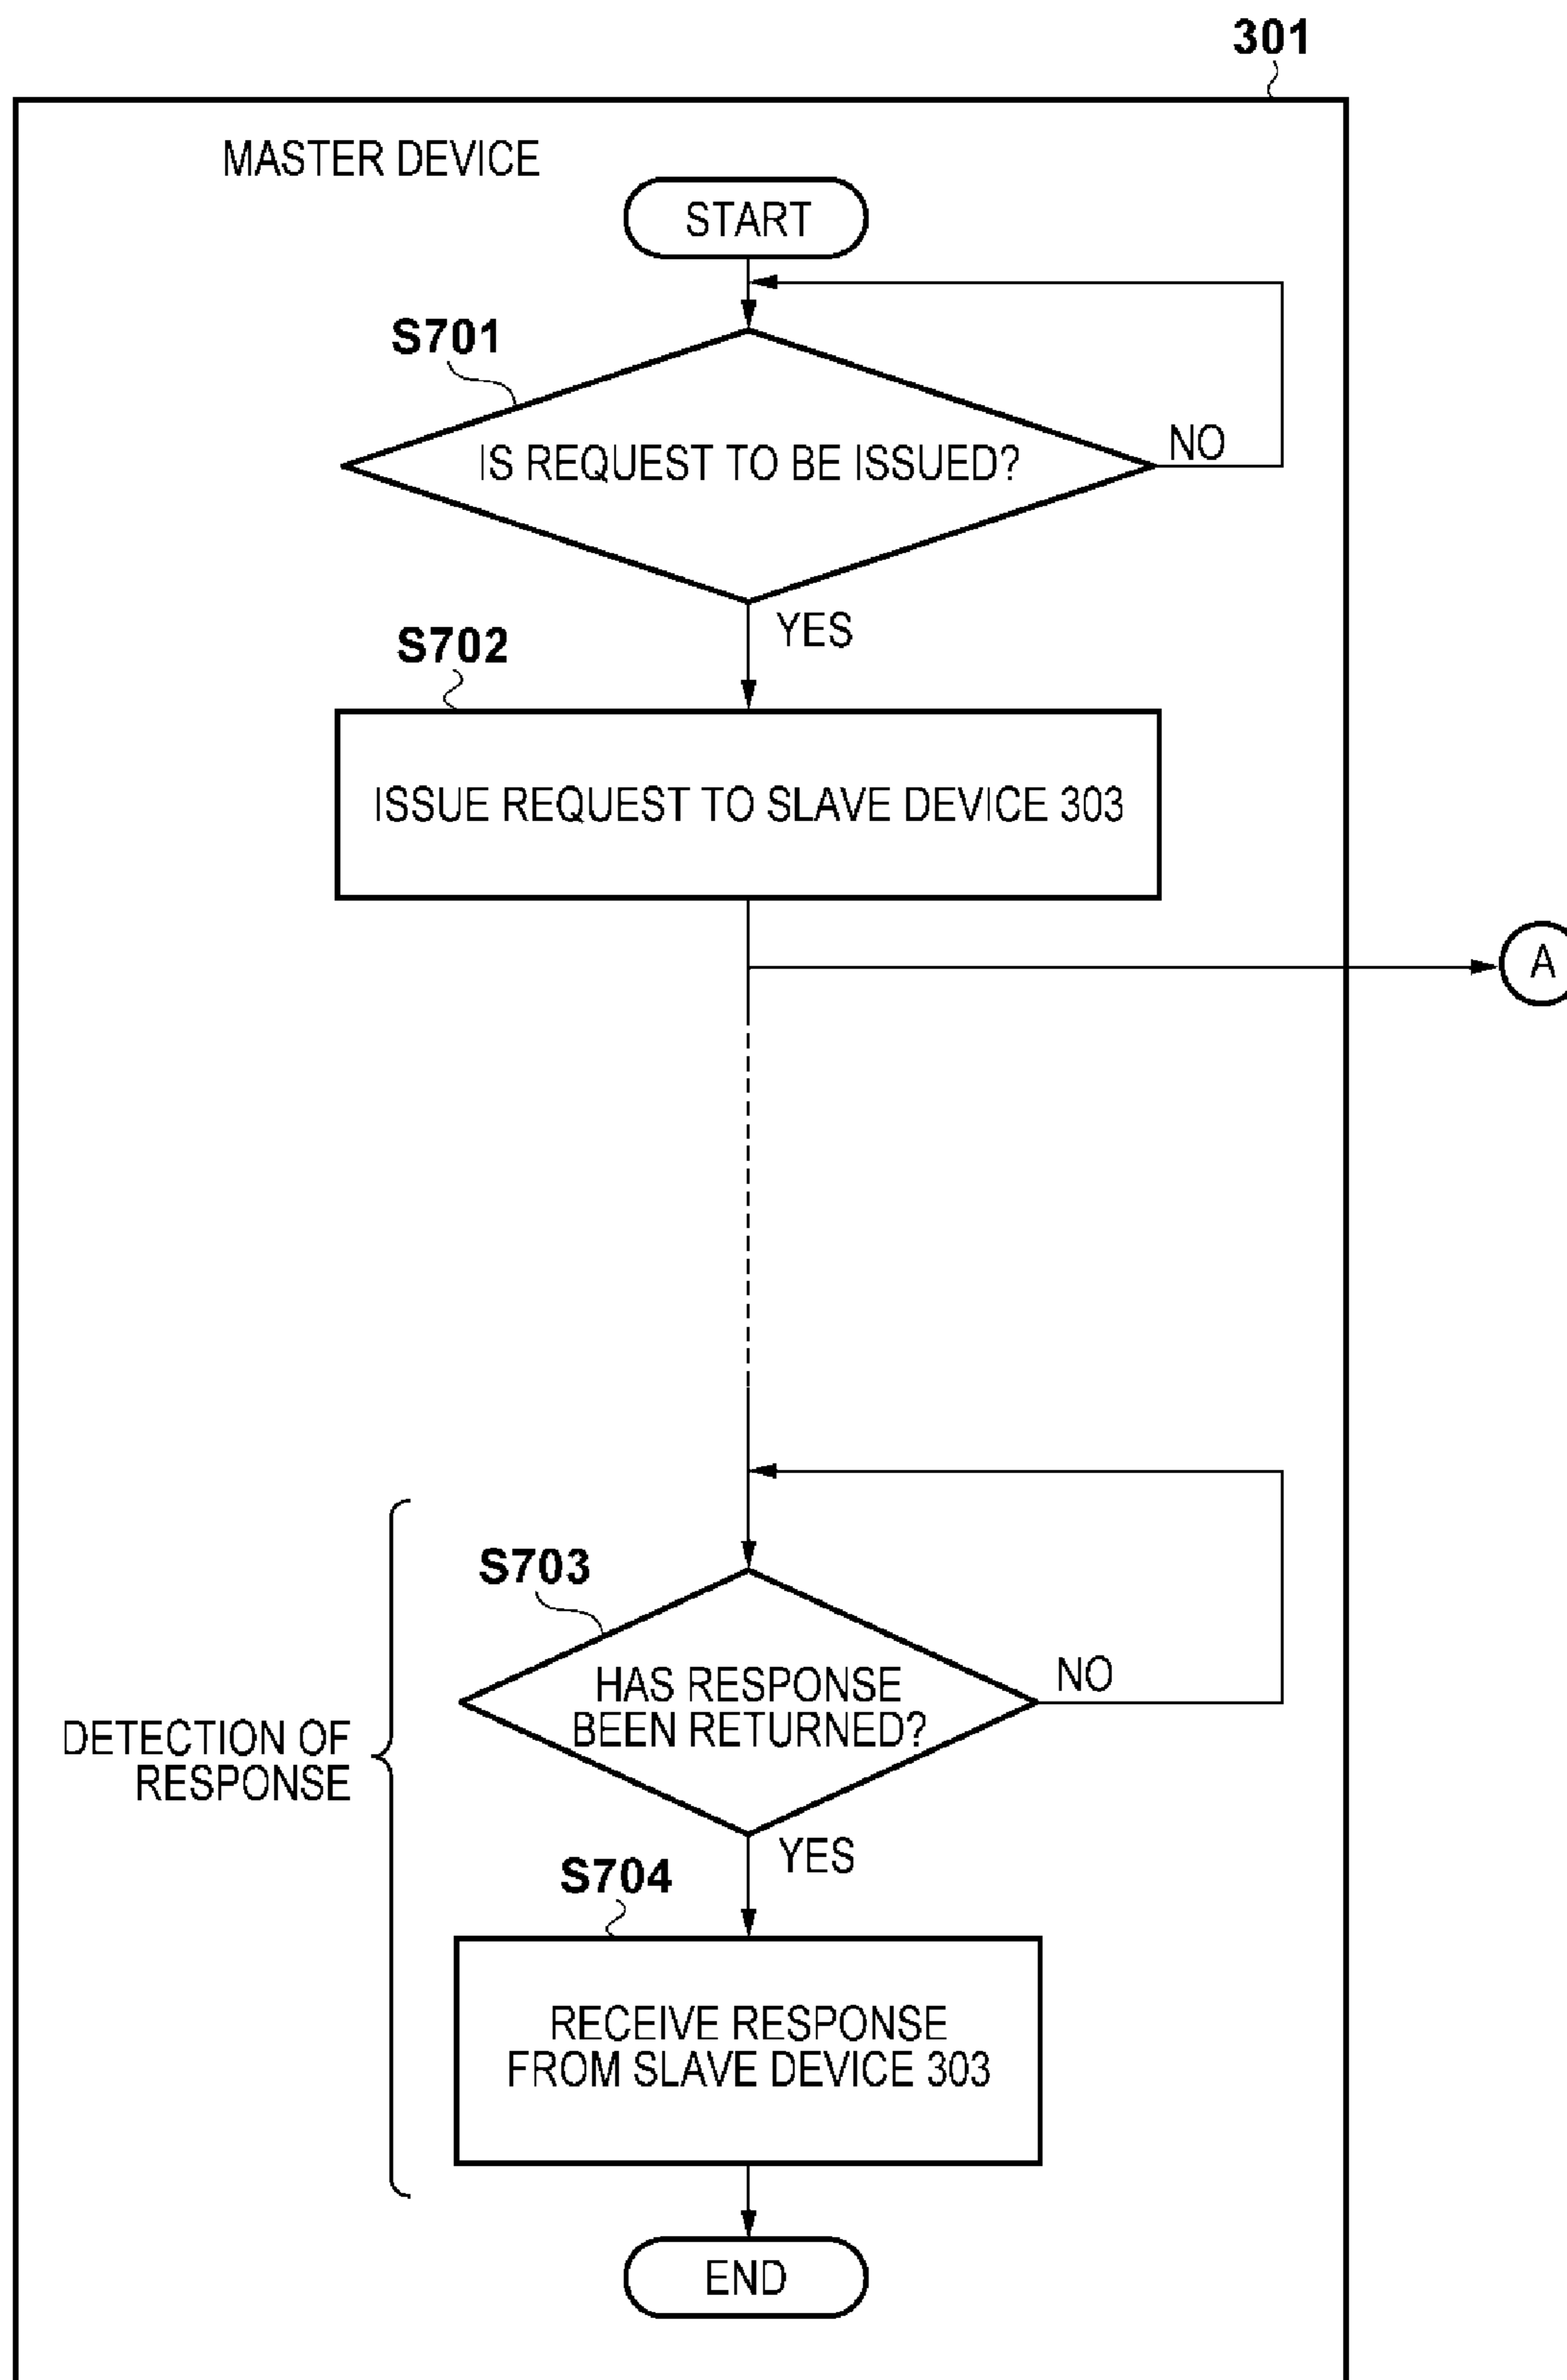 301
MASTER DEVICE
START
S701
IS REQUEST TO BE ISSUED?
NO
YES
S702
ISSUE REQUEST TO SLAVE DEVICE 303
A
S703
HAS RESPONSE
BEEN RETURNED?
NO
DETECTION OF
RESPONSE
YES
S704
RECEIVE RESPONSE
FROM SLAVE DEVICE 303
END